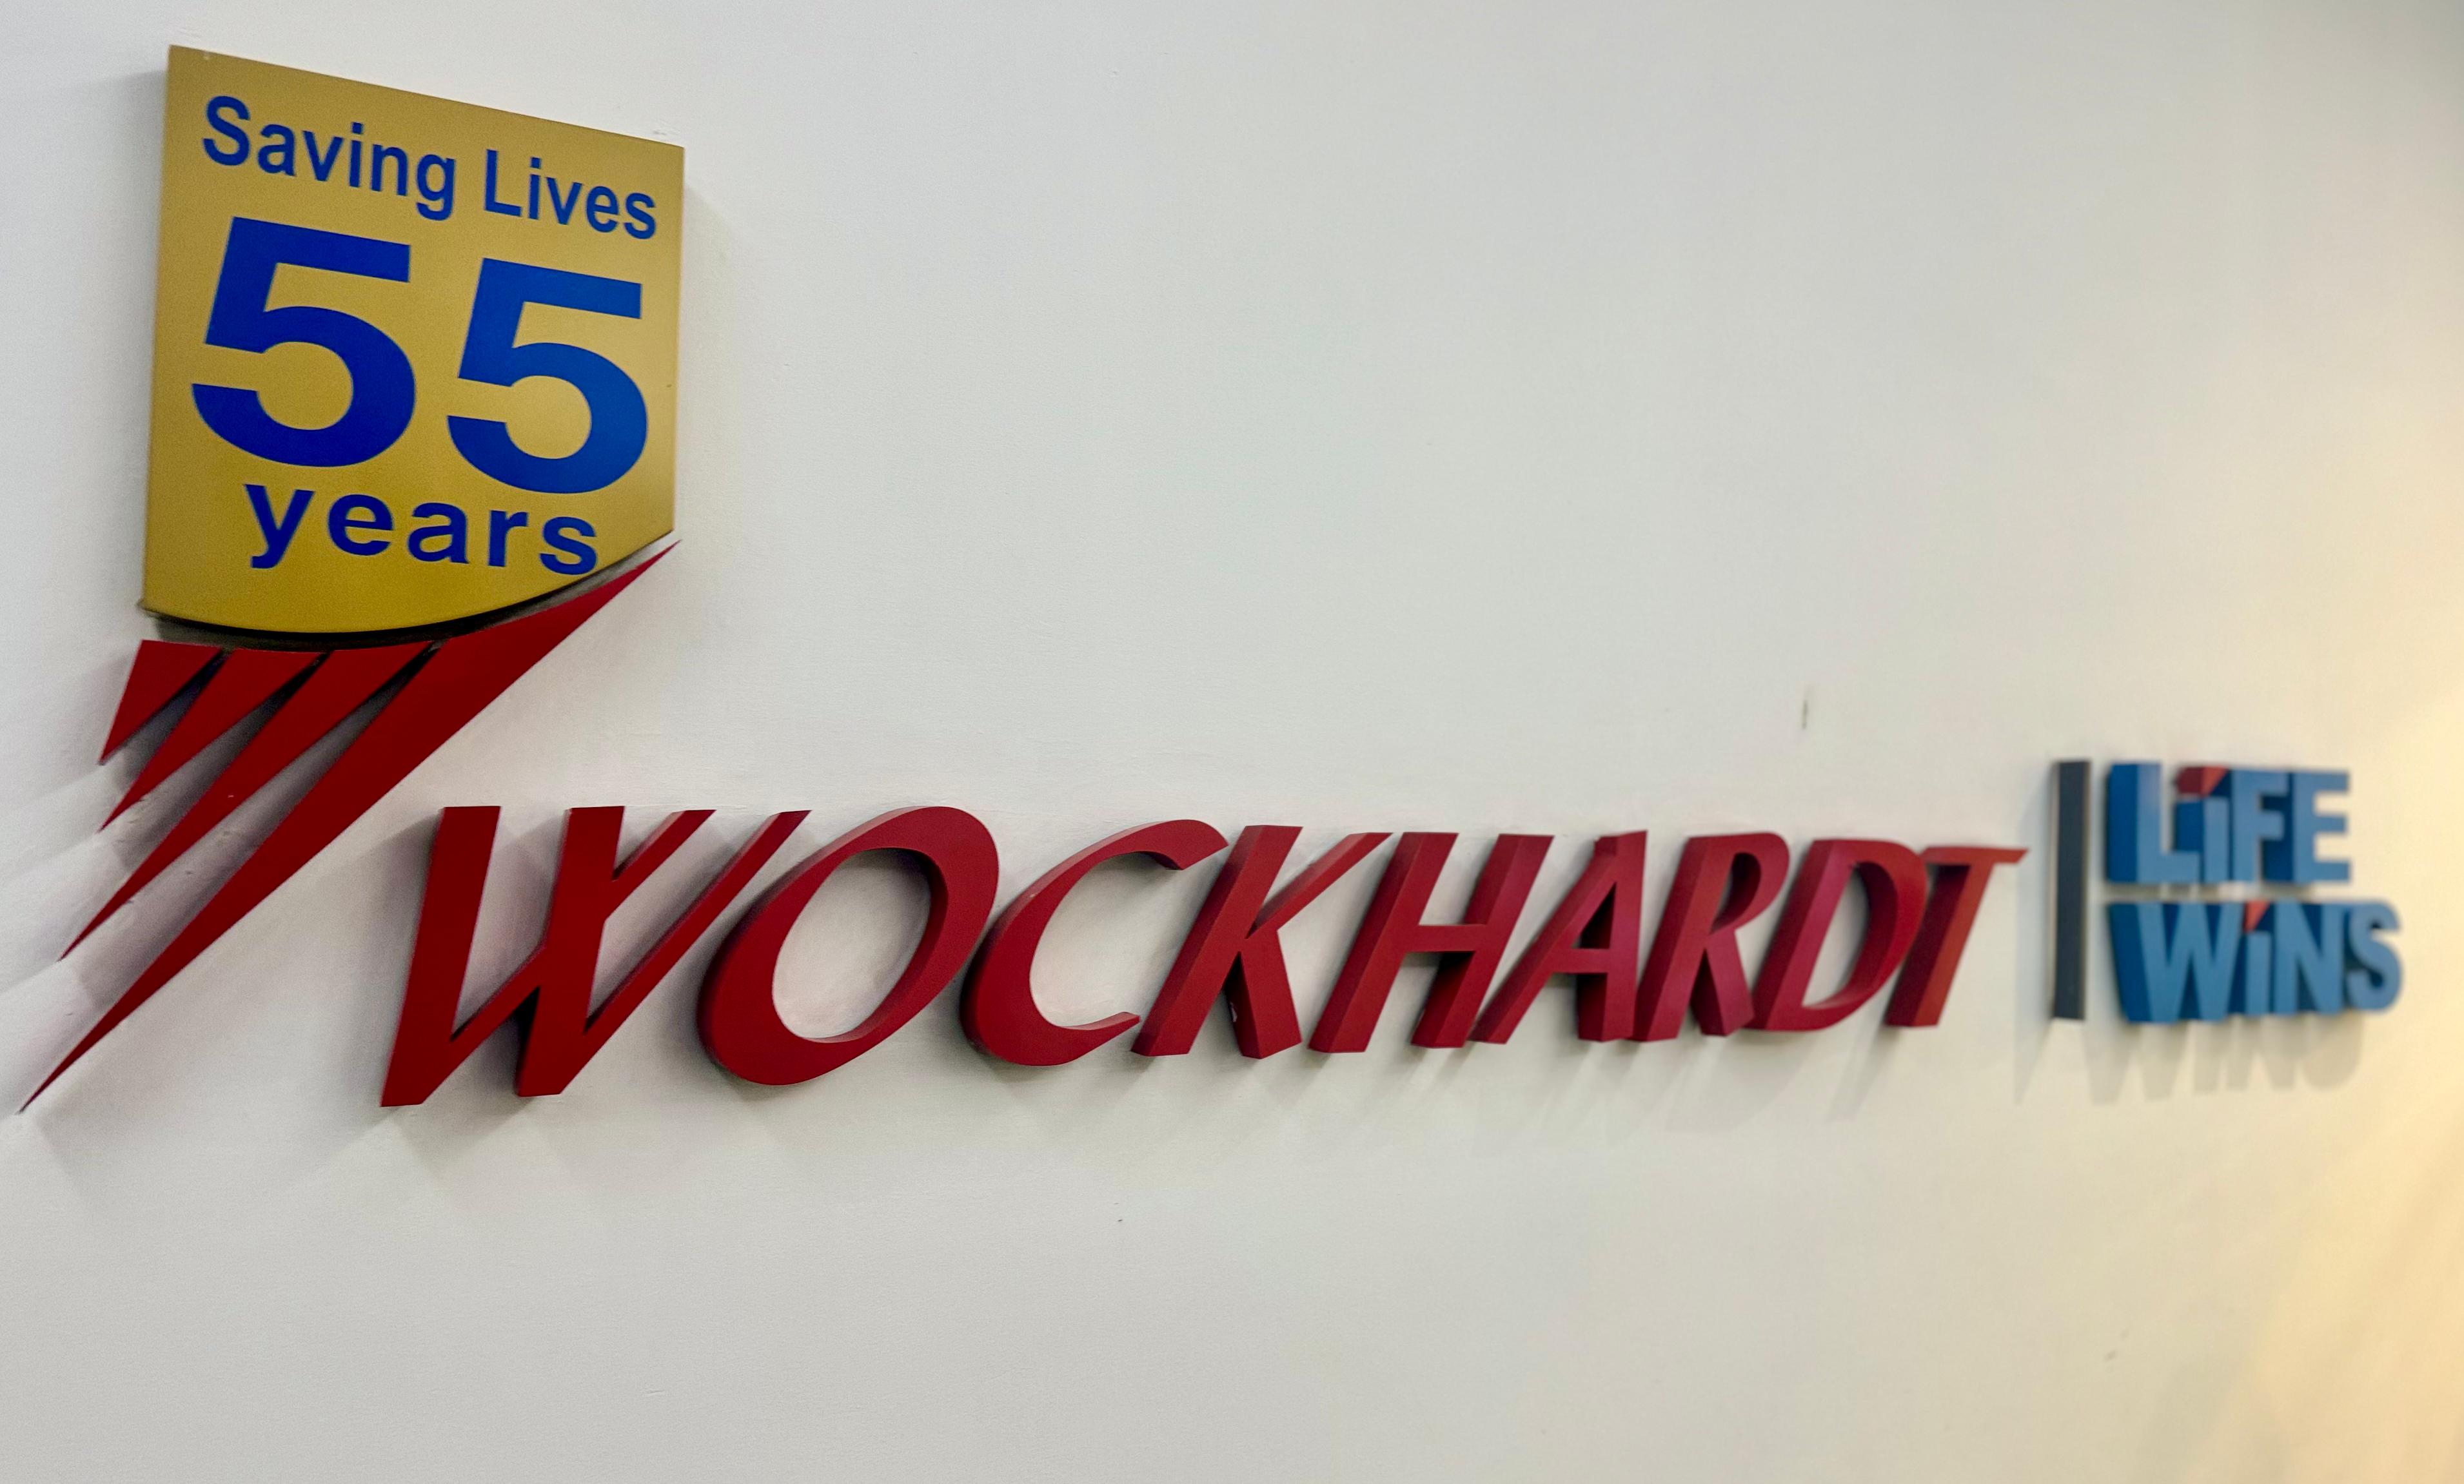 Saving Lives
55
years
WOCKHARDT
LiFE
WiNS